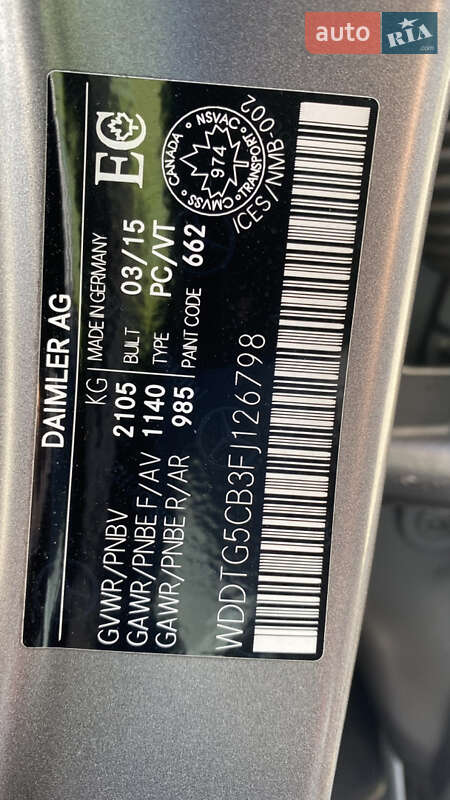 auto RIA
.com
DAIMLER AG
KG MADE IN GERMANY
GVWR/PNBV 2105 BUILT 03/15
GAWR/PNBE F/AV 1140 TYPE PC/VT
GAWR/PNBE R/AR 985 PAINT CODE 662
WDDTG5CB3FJ126798
EC
CANADA NSVAC TRANSPORT CMVSS
974
ICES / NMB-002